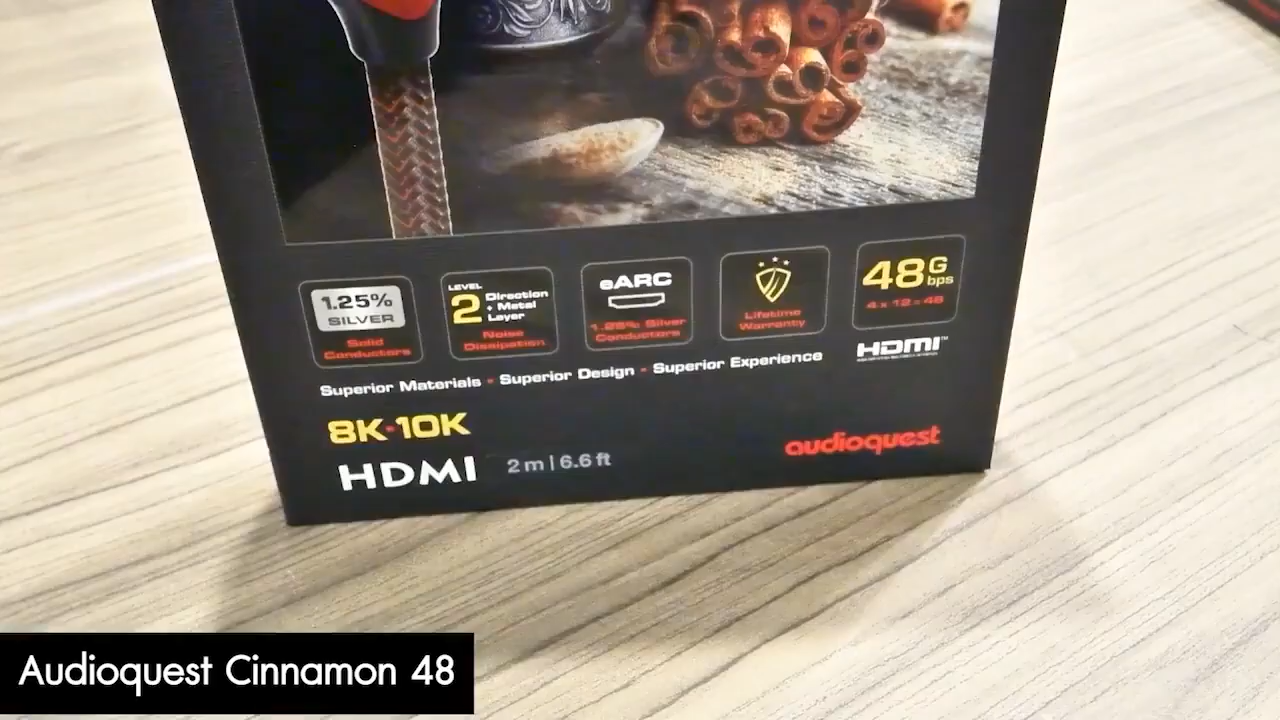 1.25%
SILVER
Solid
Conductors
LEVEL
2
Direction
+ Metal
Layer
Noise
Dissipation
eARC
1.25% Silver
Conductors
Lifetime
Warranty
48G
bps
4 x 12 = 48
HDMI™
Superior Materials • Superior Design • Superior Experience
8K•10K
HDMI 2 m | 6.6 ft
audioquest
Audioquest Cinnamon 48